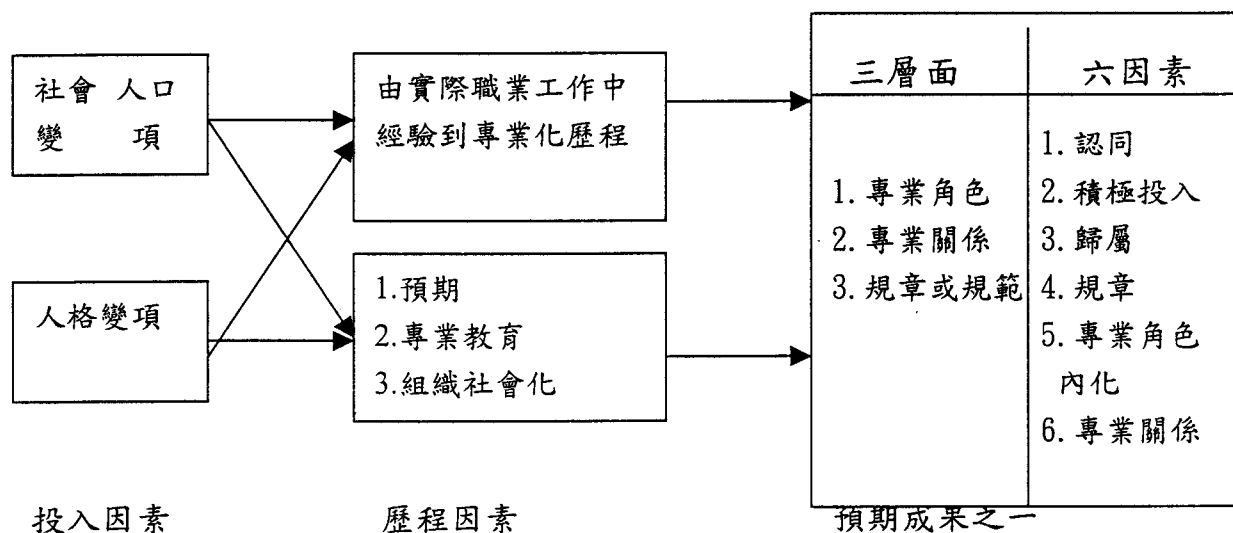 社會 人口
變 項
人格變項
由實際職業工作中
經驗到專業化歷程
1.預期
2.專業教育
3.組織社會化
三層面
1.專業角色
2.專業關係
3.規章或規範
六因素
1.認同
2.積極投入
3.歸屬
4.規章
5.專業角色
內化
6.專業關係
投入因素
歷程因素
預期成果之一